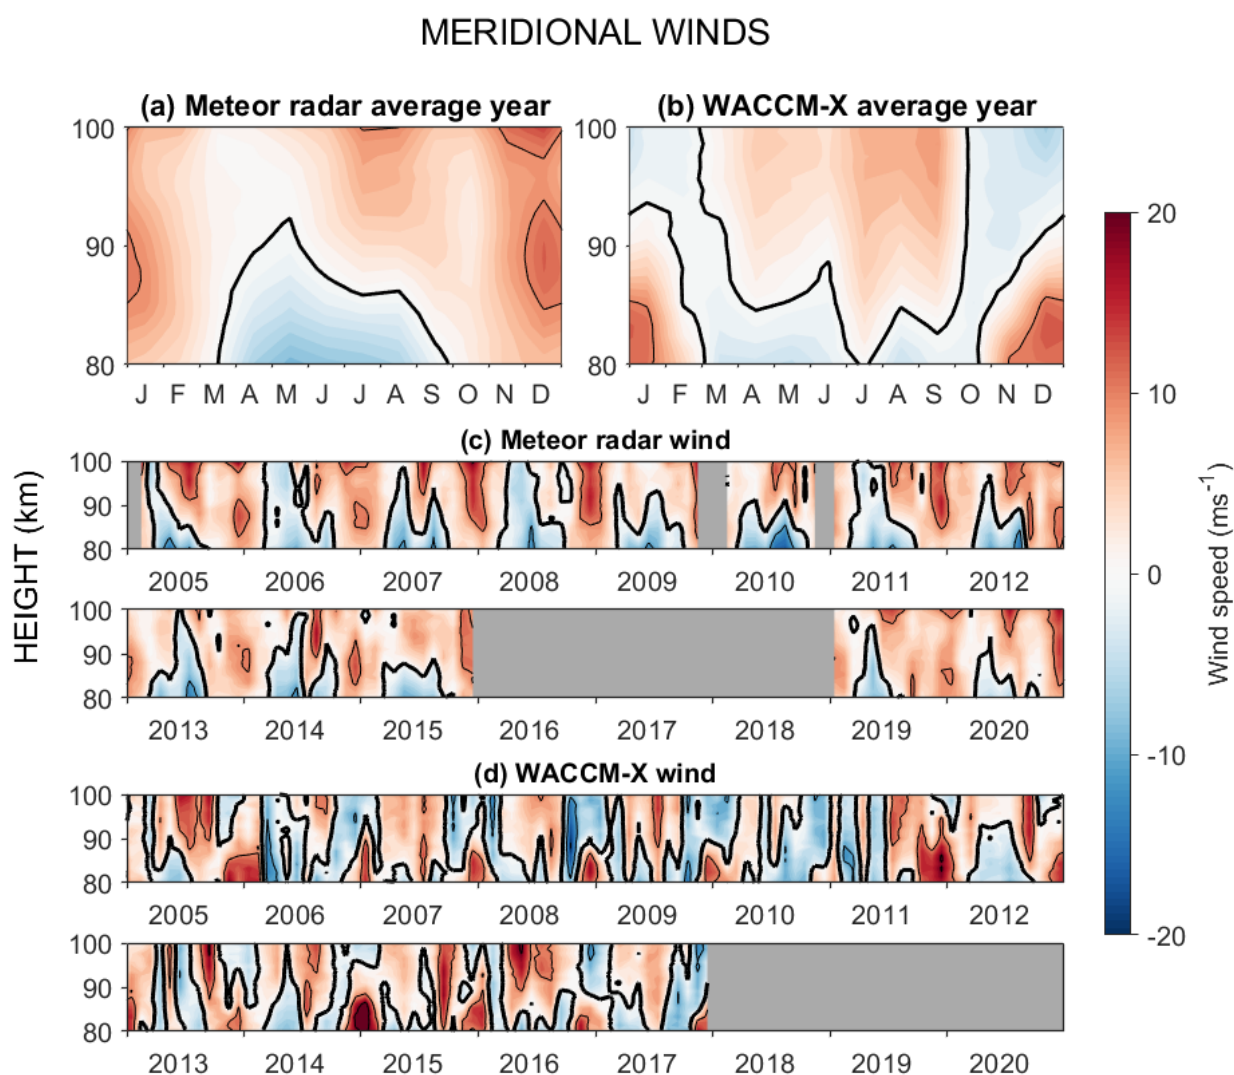 MERIDIONAL WINDS
(a) Meteor radar average year
(b) WACCM-X average year
100
90
80
J F M A M J J A S O N D
100
90
80
J F M A M J J A S O N D
HEIGHT (km)
(c) Meteor radar wind
100
90
80
2005 2006 2007 2008 2009 2010 2011 2012
100
90
80
2013 2014 2015 2016 2017 2018 2019 2020
(d) WACCM-X wind
100
90
80
2005 2006 2007 2008 2009 2010 2011 2012
100
90
80
2013 2014 2015 2016 2017 2018 2019 2020
20
10
0
-10
-20
Wind speed (ms⁻¹)